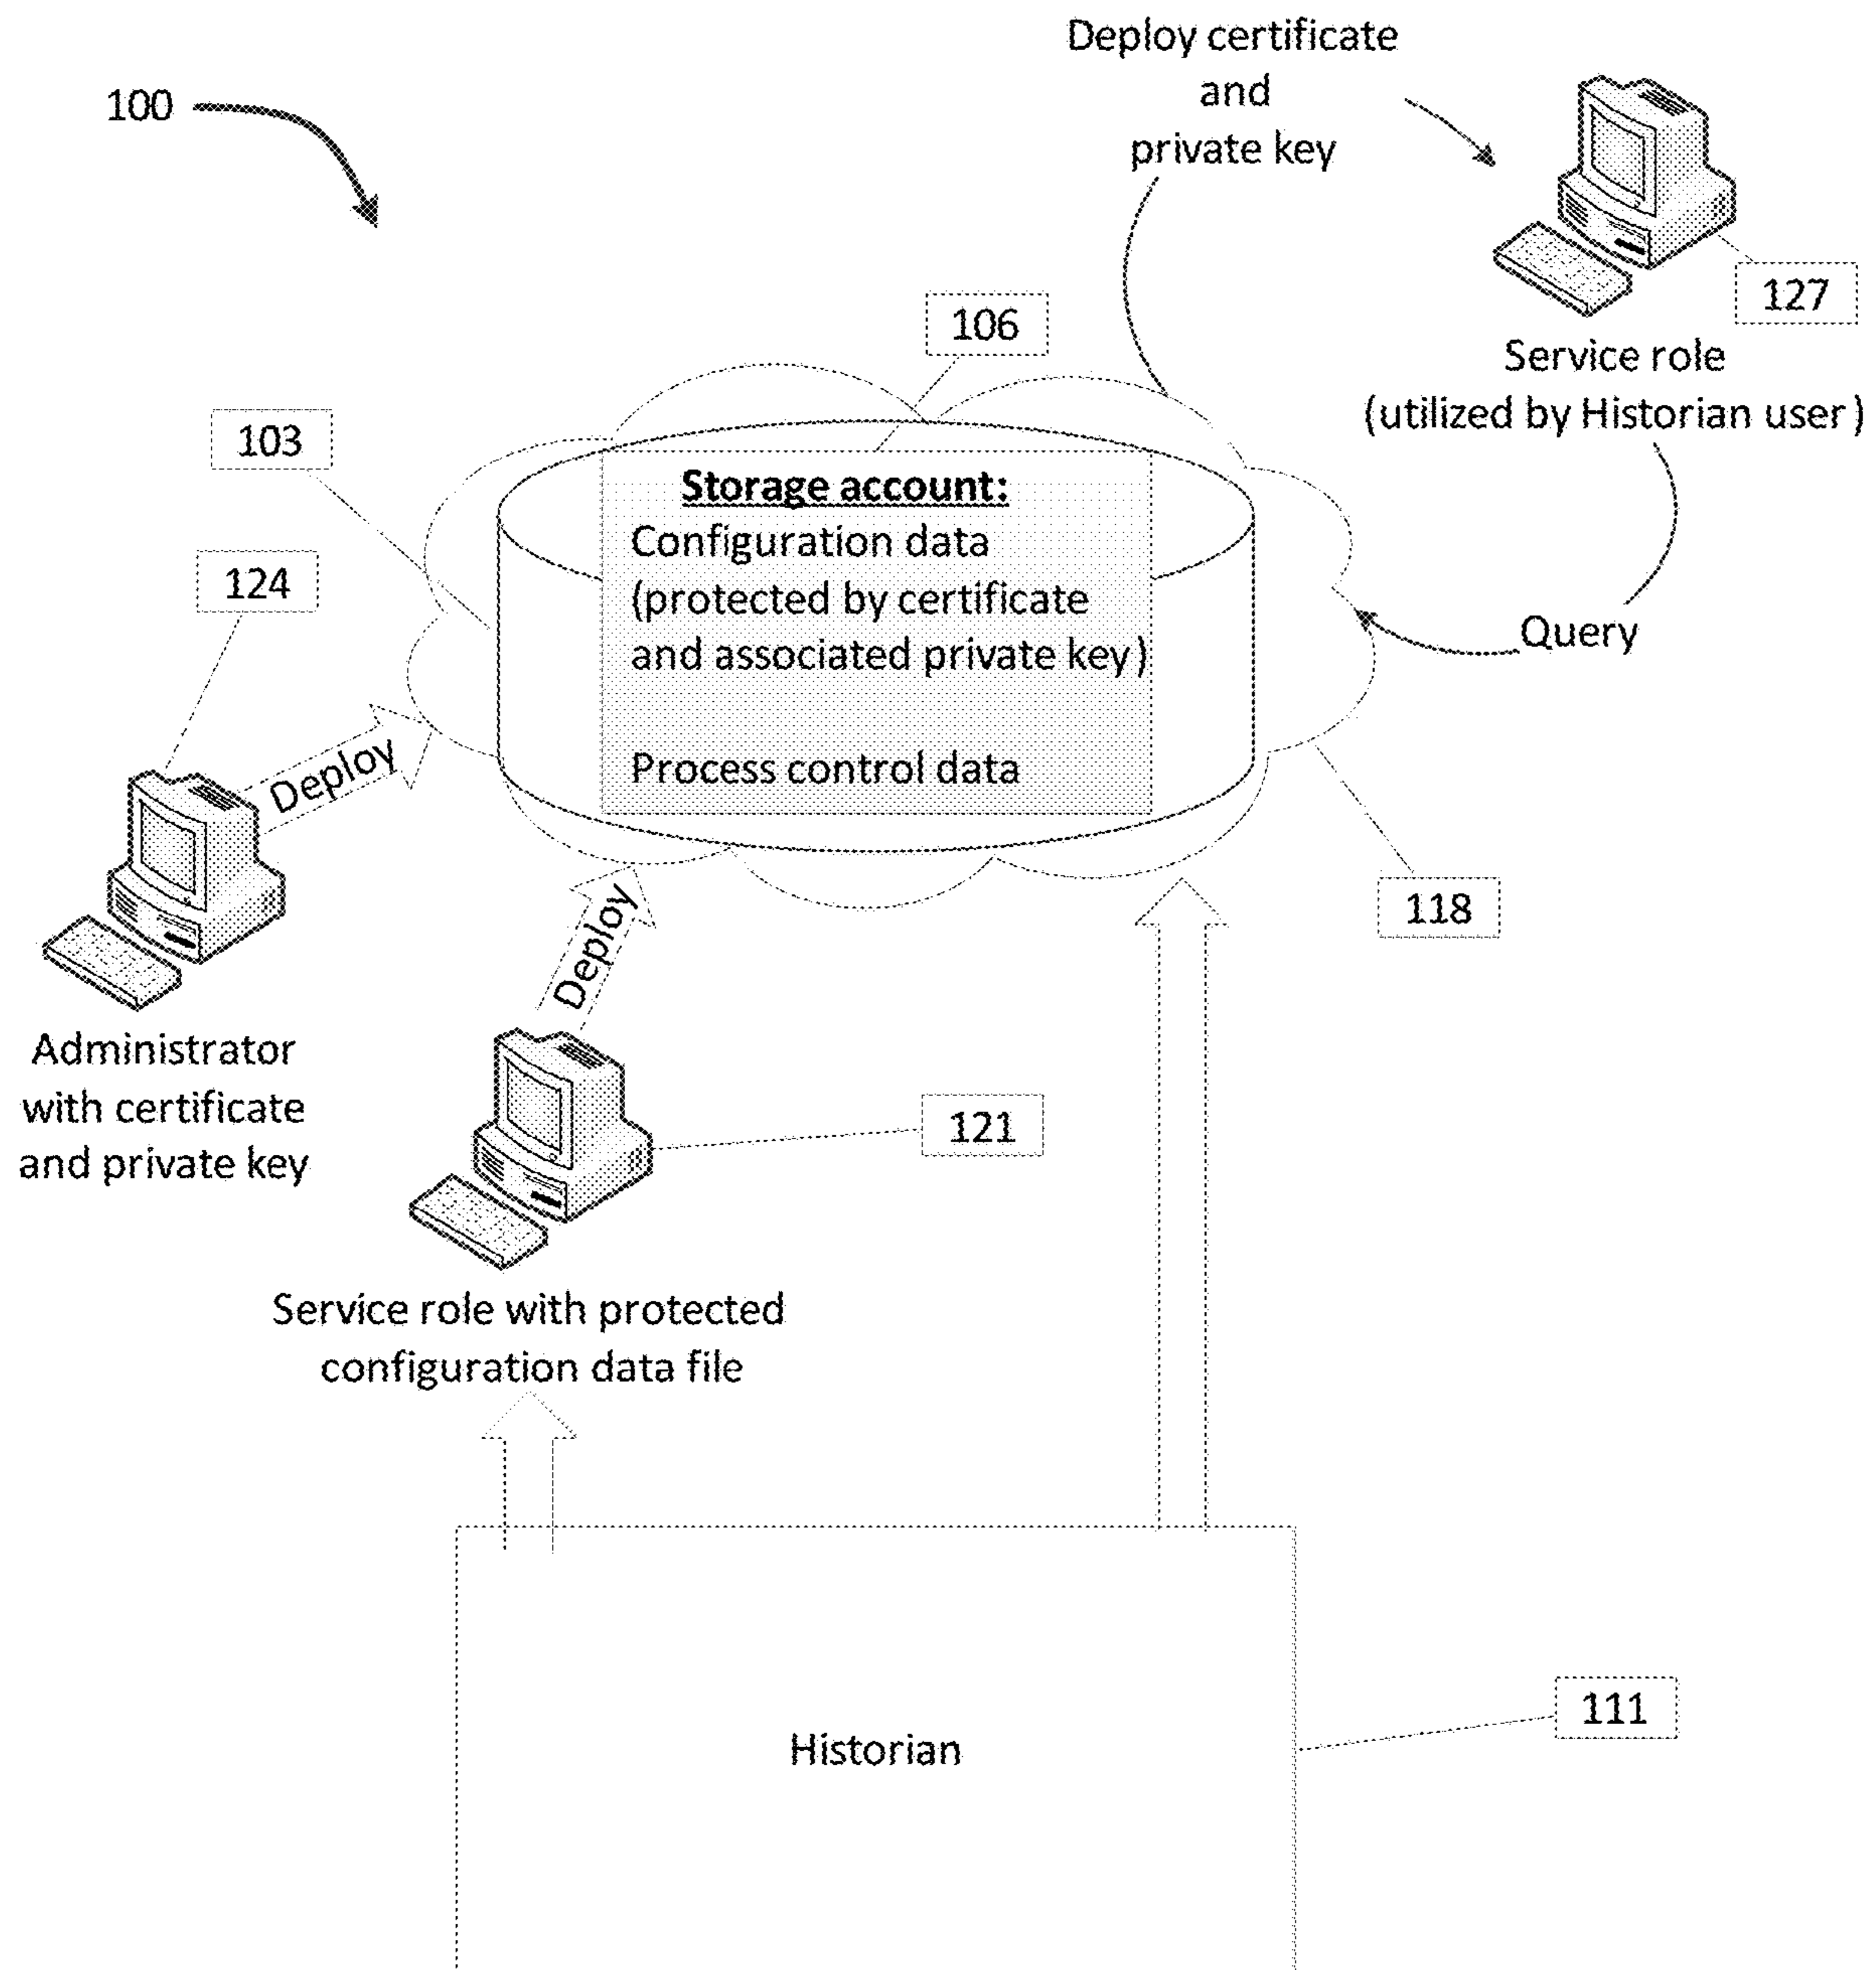 Deploy certificate
and
private key
100
127
Service role
(utilized by Historian user)
106
103
Storage account:
Configuration data
(protected by certificate
and associated private key)
Process control data
124
Query
Deploy
118
Deploy
Administrator
with certificate
and private key
121
Service role with protected
configuration data file
111
Historian